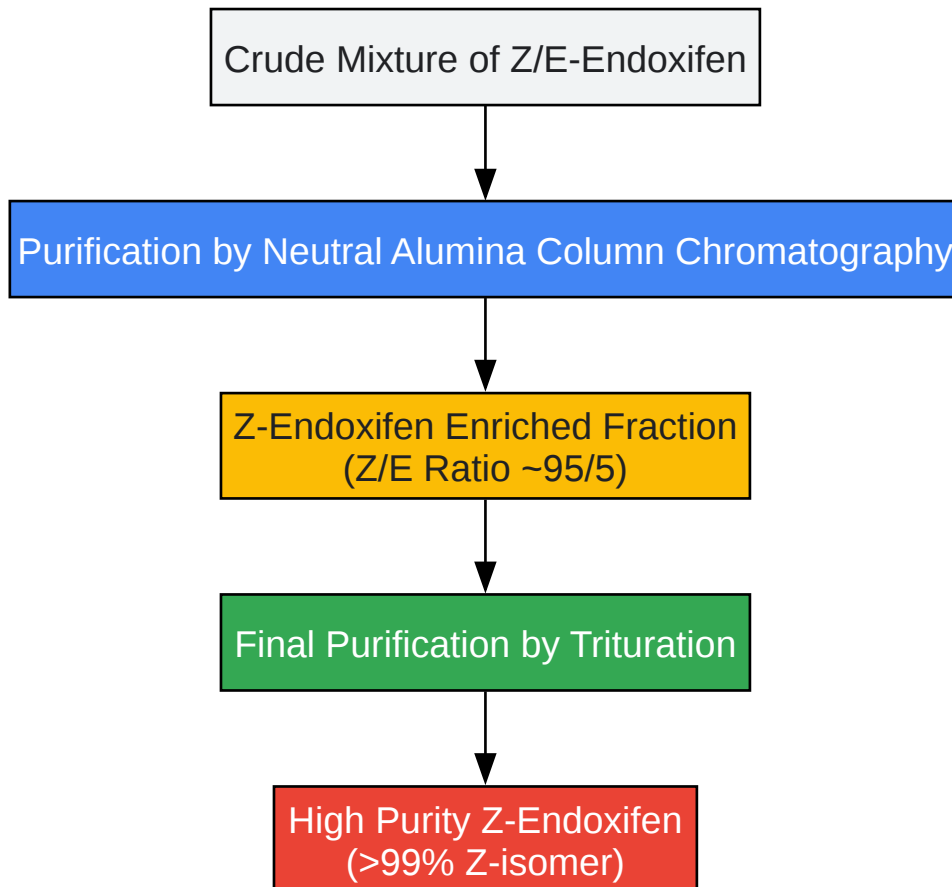 Crude Mixture of Z/E-Endoxifen
Purification by Neutral Alumina Column Chromatography
Z-Endoxifen Enriched Fraction
(Z/E Ratio ~95/5)
Final Purification by Trituration
High Purity Z-Endoxifen
(>99% Z-isomer)